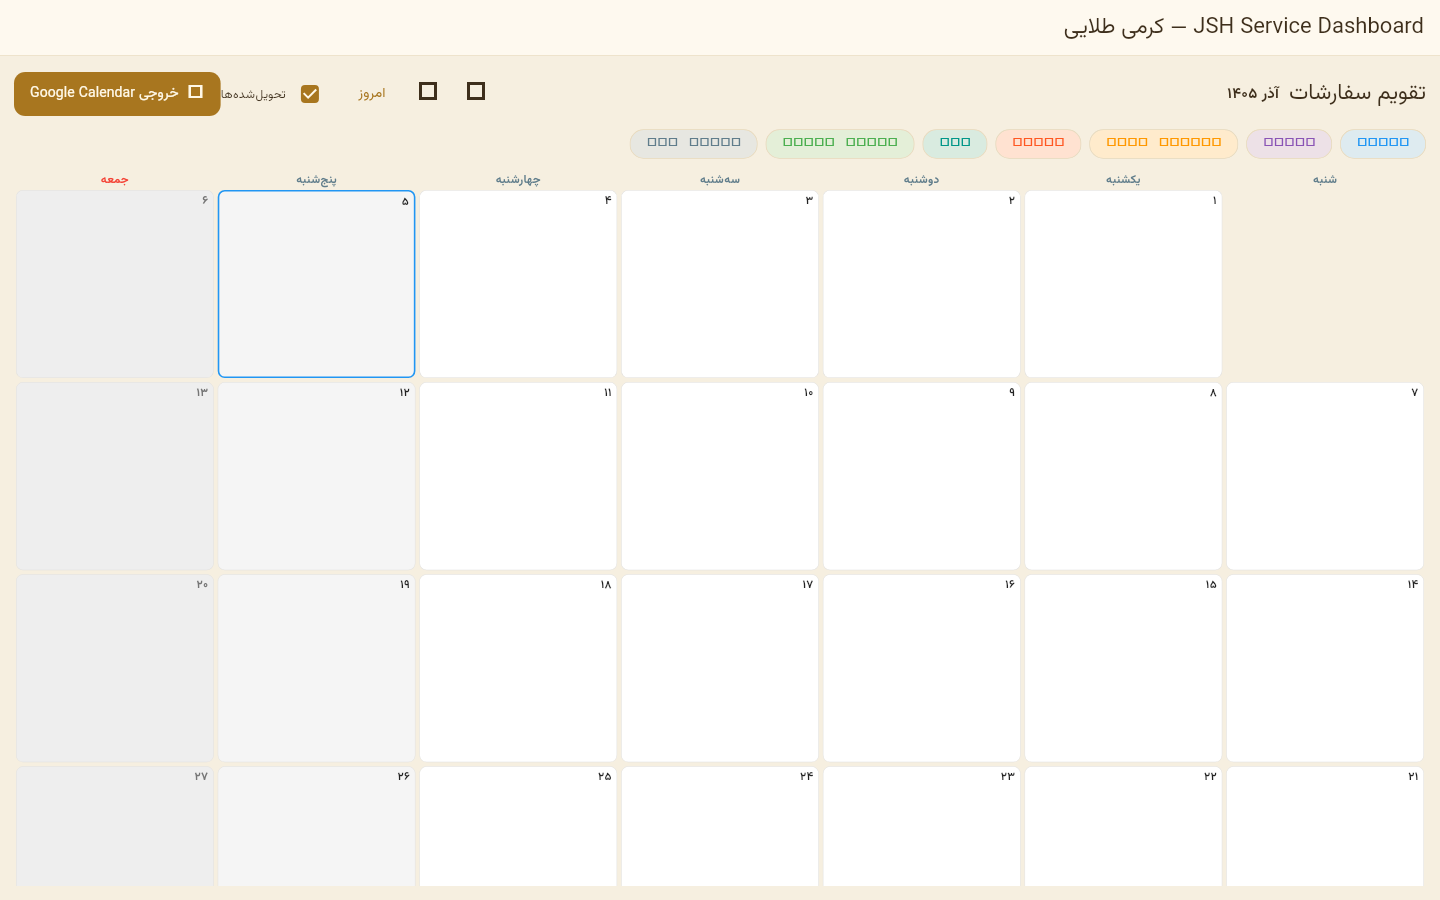 JSH Service Dashboard — کرمی طلایی
تقویم سفارشات آذر ۱۴۰۵
امروز
تحویل‌شده‌ها
خروجی Google Calendar
شنبه یکشنبه دوشنبه سه‌شنبه چهارشنبه پنج‌شنبه جمعه
۱ ۲ ۳ ۴ ۵ ۶
۷ ۸ ۹ ۱۰ ۱۱ ۱۲ ۱۳
۱۴ ۱۵ ۱۶ ۱۷ ۱۸ ۱۹ ۲۰
۲۱ ۲۲ ۲۳ ۲۴ ۲۵ ۲۶ ۲۷